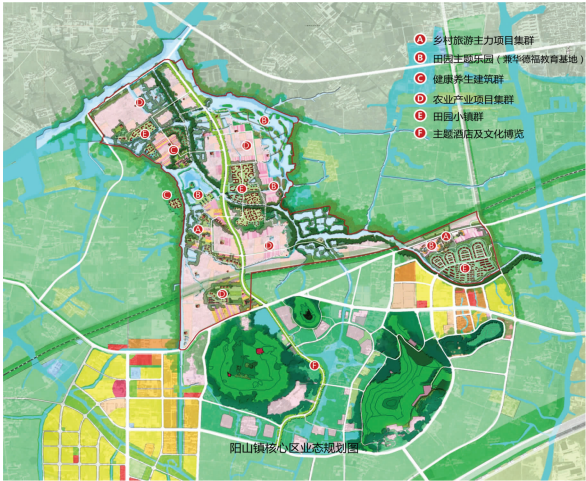 A 乡村旅游主力项目集群
B 田园主题乐园（兼华德福教育基地）
C 健康养生建筑群
D 农业产业项目集群
E 田园小镇群
F 主题酒店及文化博览
D
B
E
C
D
B
E
C
B
A
D
A
B
E
D
F
阳山镇核心区业态规划图